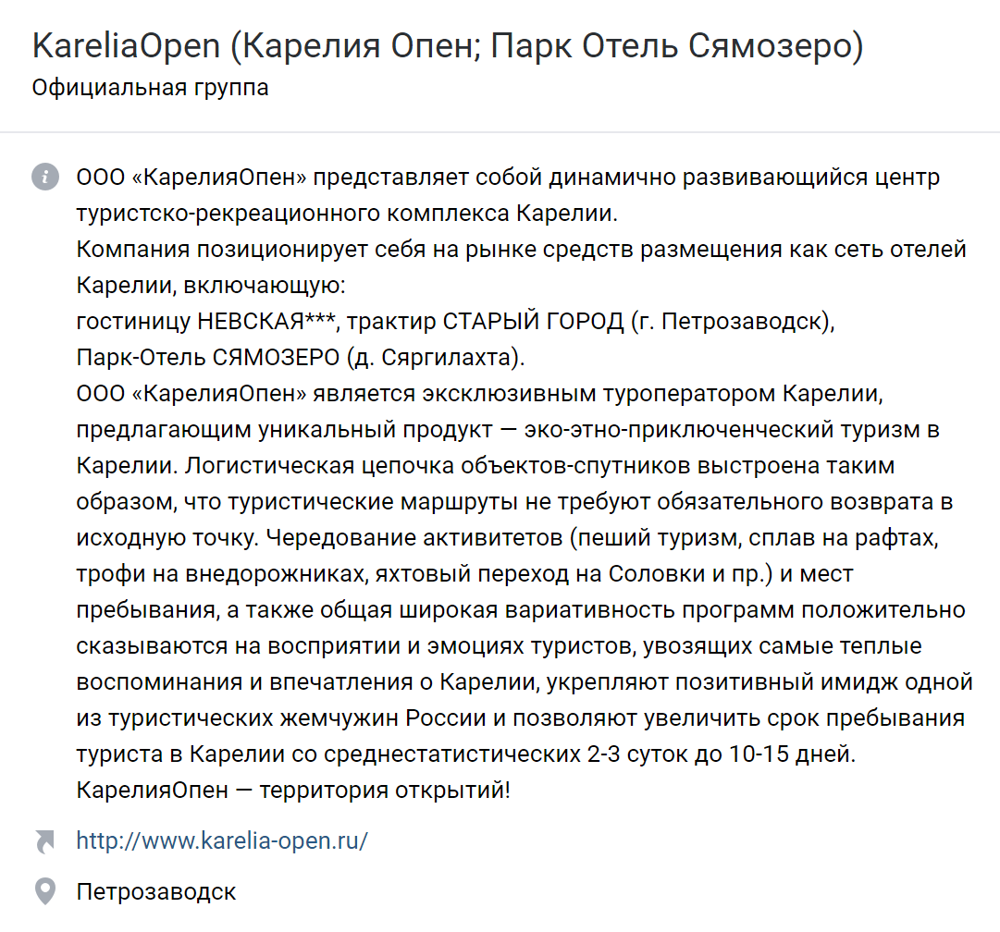 KareliaOpen (Карелия Опен; Парк Отель Сямозеро)
Официальная группа
ООО «КарелияОпен» представляет собой динамично развивающийся центр
туристско-рекреационного комплекса Карелии.
Компания позиционирует себя на рынке средств размещения как сеть отелей
Карелии, включающую:
гостиницу НЕВСКАЯ***, трактир СТАРЫЙ ГОРОД (г. Петрозаводск),
Парк-Отель СЯМОЗЕРО (д. Сяргилахта).
ООО «КарелияОпен» является эксклюзивным туроператором Карелии,
предлагающим уникальный продукт — эко-этно-приключенческий туризм в
Карелии. Логистическая цепочка объектов-спутников выстроена таким
образом, что туристические маршруты не требуют обязательного возврата в
исходную точку. Чередование активитетов (пеший туризм, сплав на рафтах,
трофи на внедорожниках, яхтовый переход на Соловки и пр.) и мест
пребывания, а также общая широкая вариативность программ положительно
сказываются на восприятии и эмоциях туристов, увозящих самые теплые
воспоминания и впечатления о Карелии, укрепляют позитивный имидж одной
из туристических жемчужин России и позволяют увеличить срок пребывания
туриста в Карелии со среднестатистических 2-3 суток до 10-15 дней.
КарелияОпен — территория открытий!
http://www.karelia-open.ru/
Петрозаводск